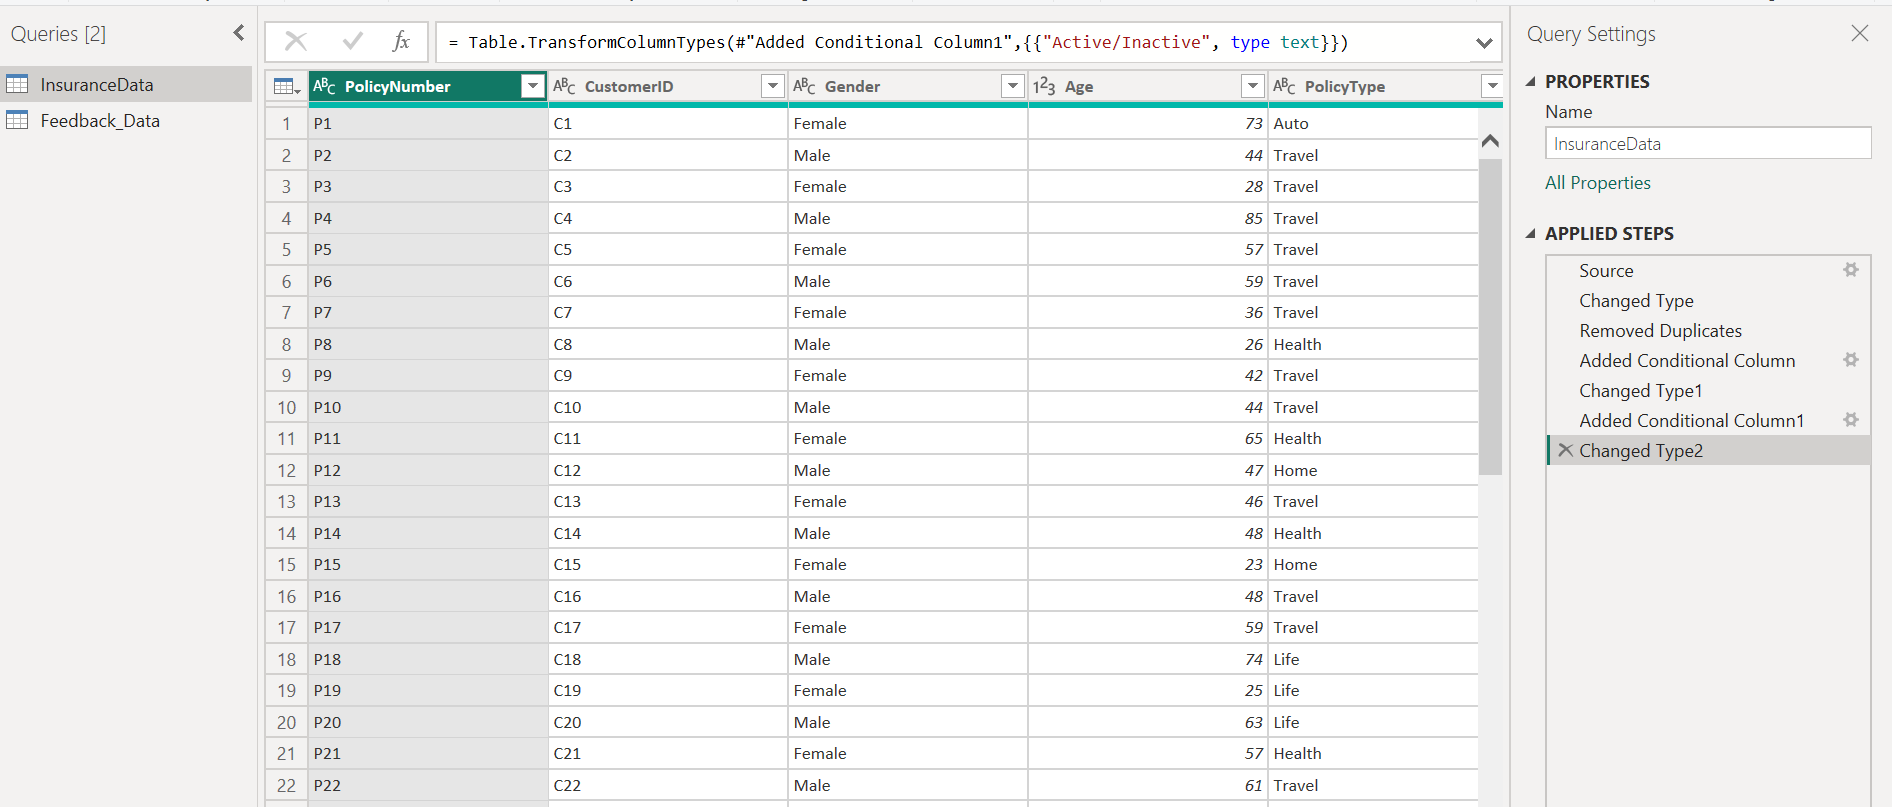 Queries [2]
InsuranceData
Feedback_Data
fx
= Table.TransformColumnTypes(#"Added Conditional Column1",{{"Active/Inactive", type text}})
ABC PolicyNumber ABC CustomerID ABC Gender 123 Age ABC PolicyType
1 P1 C1 Female 73 Auto
2 P2 C2 Male 44 Travel
3 P3 C3 Female 28 Travel
4 P4 C4 Male 85 Travel
5 P5 C5 Female 57 Travel
6 P6 C6 Male 59 Travel
7 P7 C7 Female 36 Travel
8 P8 C8 Male 26 Health
9 P9 C9 Female 42 Travel
10 P10 C10 Male 44 Travel
11 P11 C11 Female 65 Health
12 P12 C12 Male 47 Home
13 P13 C13 Female 46 Travel
14 P14 C14 Male 48 Health
15 P15 C15 Female 23 Home
16 P16 C16 Male 48 Travel
17 P17 C17 Female 59 Travel
18 P18 C18 Male 74 Life
19 P19 C19 Female 25 Life
20 P20 C20 Male 63 Life
21 P21 C21 Female 57 Health
22 P22 C22 Male 61 Travel
Query Settings
PROPERTIES
Name
InsuranceData
All Properties
APPLIED STEPS
Source
Changed Type
Removed Duplicates
Added Conditional Column
Changed Type1
Added Conditional Column1
Changed Type2